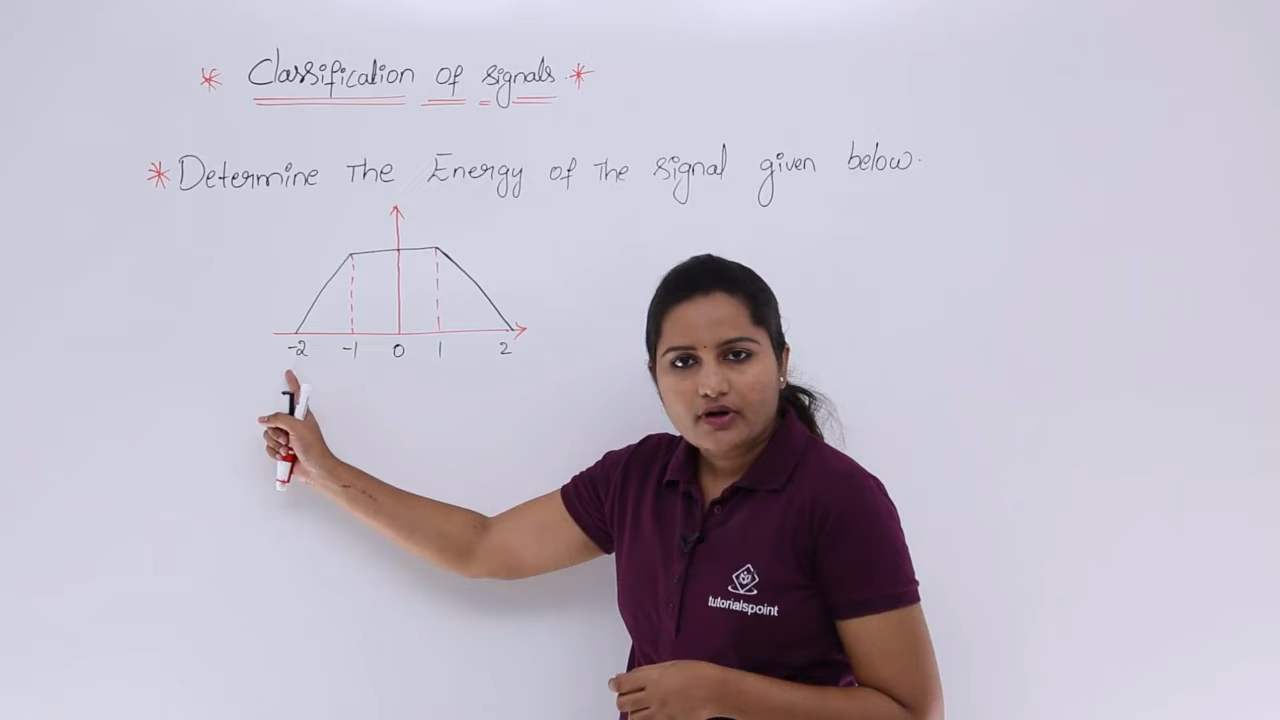 * Classification of signals. *
* Determine The Energy of The signal given below.
-2 -1 0 1 2
tutorialspoint